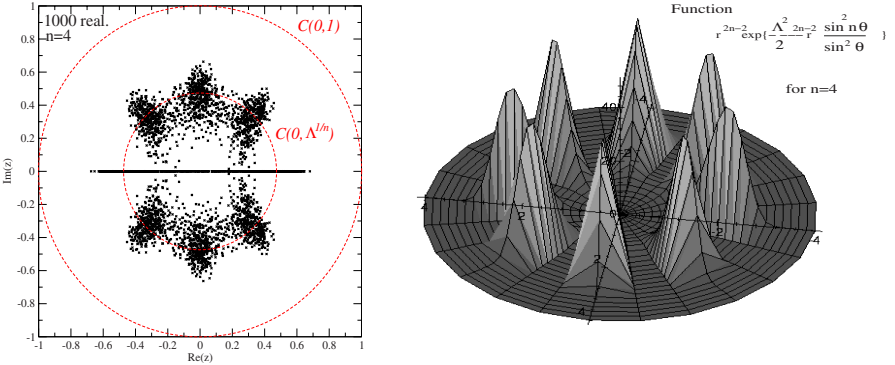 1000 real.
n=4
C(0,1)
C(0,Λ^{1/n})
1
0.8
0.6
0.4
0.2
0
-0.2
-0.4
-0.6
-0.8
-1
Im(z)
-1 -0.8 -0.6 -0.4 -0.2 0 0.2 0.4 0.6 0.8 1
Re(z)
Function
r^{2n-2} exp{-Λ^2/2 r^{2n-2} sin^2 nθ / sin^2 θ }
for n=4
-4
40
-2
20
4
2
0
-2
-4
2